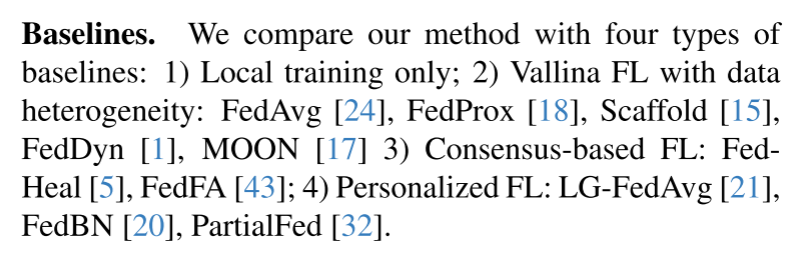 Baselines. We compare our method with four types of
baselines: 1) Local training only; 2) Vallina FL with data
heterogeneity: FedAvg [24], FedProx [18], Scaffold [15],
FedDyn [1], MOON [17] 3) Consensus-based FL: Fed-
Heal [5], FedFA [43]; 4) Personalized FL: LG-FedAvg [21],
FedBN [20], PartialFed [32].